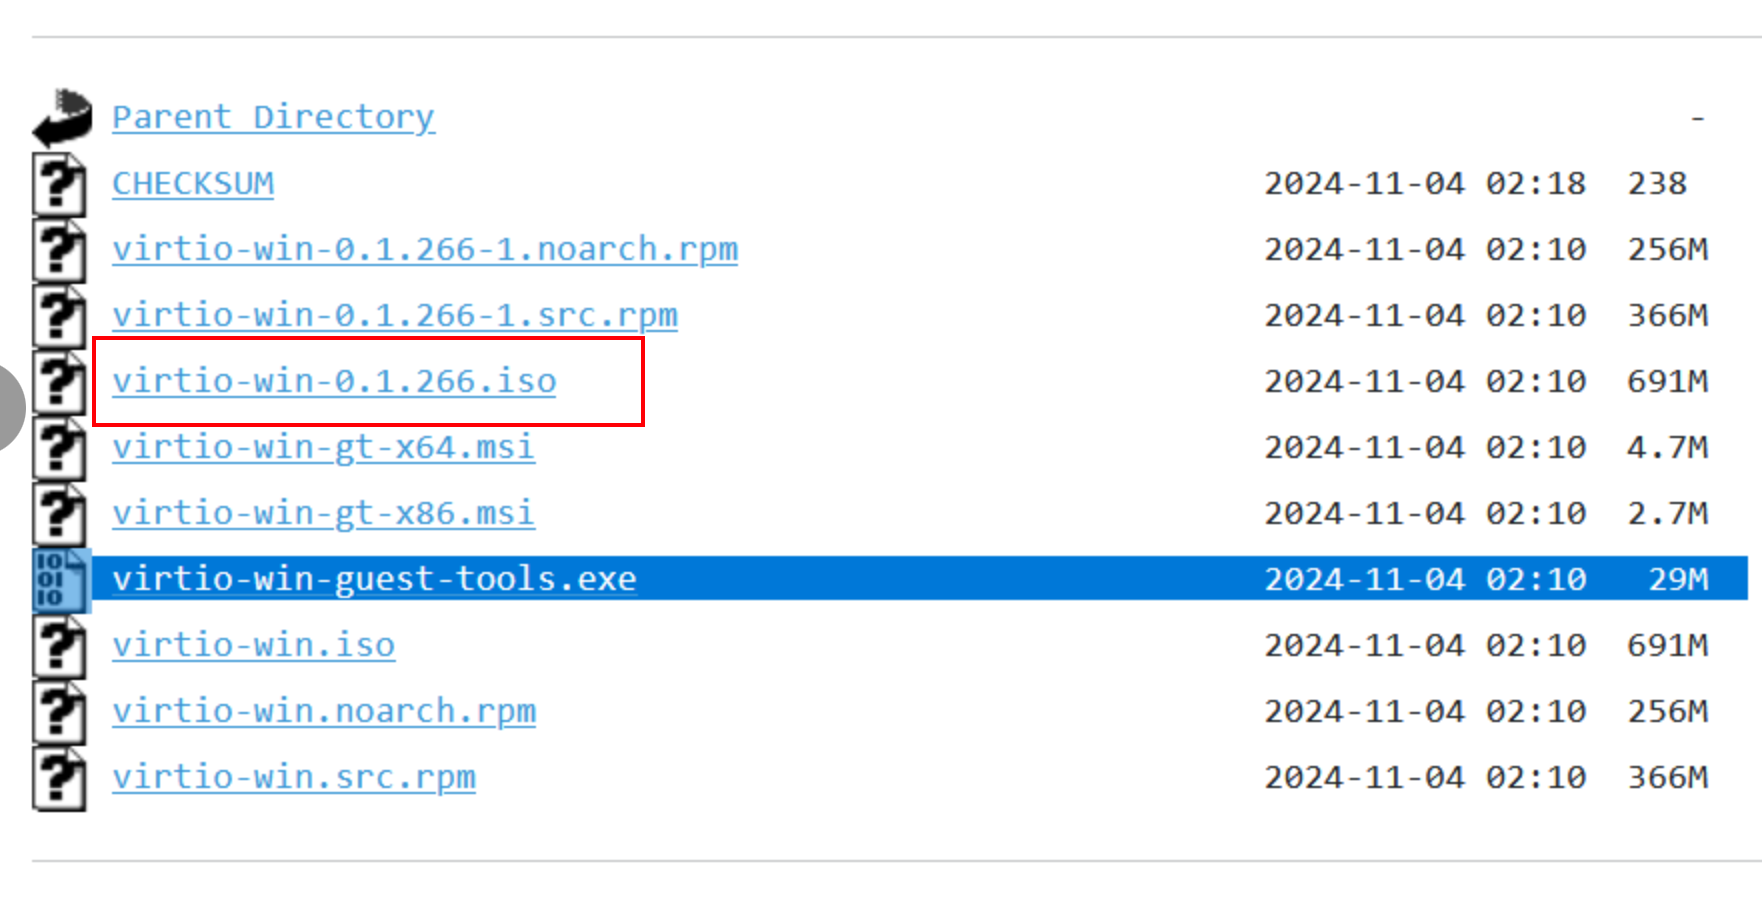 Parent Directory -
CHECKSUM 2024-11-04 02:18 238
virtio-win-0.1.266-1.noarch.rpm 2024-11-04 02:10 256M
virtio-win-0.1.266-1.src.rpm 2024-11-04 02:10 366M
virtio-win-0.1.266.iso 2024-11-04 02:10 691M
virtio-win-gt-x64.msi 2024-11-04 02:10 4.7M
virtio-win-gt-x86.msi 2024-11-04 02:10 2.7M
virtio-win-guest-tools.exe 2024-11-04 02:10 29M
virtio-win.iso 2024-11-04 02:10 691M
virtio-win.noarch.rpm 2024-11-04 02:10 256M
virtio-win.src.rpm 2024-11-04 02:10 366M